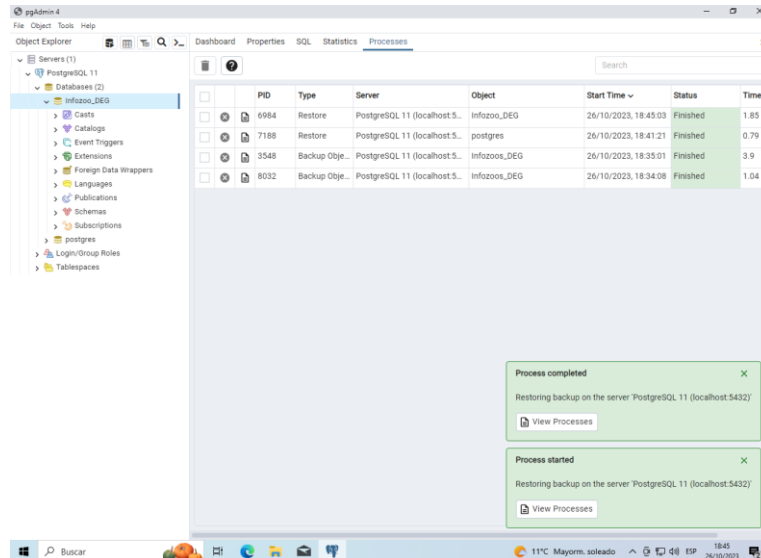 pgAdmin 4
File Object Tools Help
Object Explorer
Dashboard Properties SQL Statistics Processes
Servers (1)
PostgreSQL 11
Databases (2)
Infozoo_DEG
Casts
Catalogs
Event Triggers
Extensions
Foreign Data Wrappers
Languages
Publications
Schemas
Subscriptions
postgres
Login/Group Roles
Tablespaces
Search
PID Type Server Object Start Time Status Time
6984 Restore PostgreSQL 11 (localhost:5... Infozoo_DEG 26/10/2023, 18:45:03 Finished 1.85
7188 Restore PostgreSQL 11 (localhost:5... postgres 26/10/2023, 18:41:21 Finished 0.79
3548 Backup Obje... PostgreSQL 11 (localhost:5... Infozoos_DEG 26/10/2023, 18:35:01 Finished 3.9
8032 Backup Obje... PostgreSQL 11 (localhost:5... Infozoos_DEG 26/10/2023, 18:34:08 Finished 1.04
Process completed
Restoring backup on the server 'PostgreSQL 11 (localhost:5432)'
View Processes
Process started
Restoring backup on the server 'PostgreSQL 11 (localhost:5432)'
View Processes
Buscar
11°C Mayorm. soleado
ESP
18:45
26/10/2023